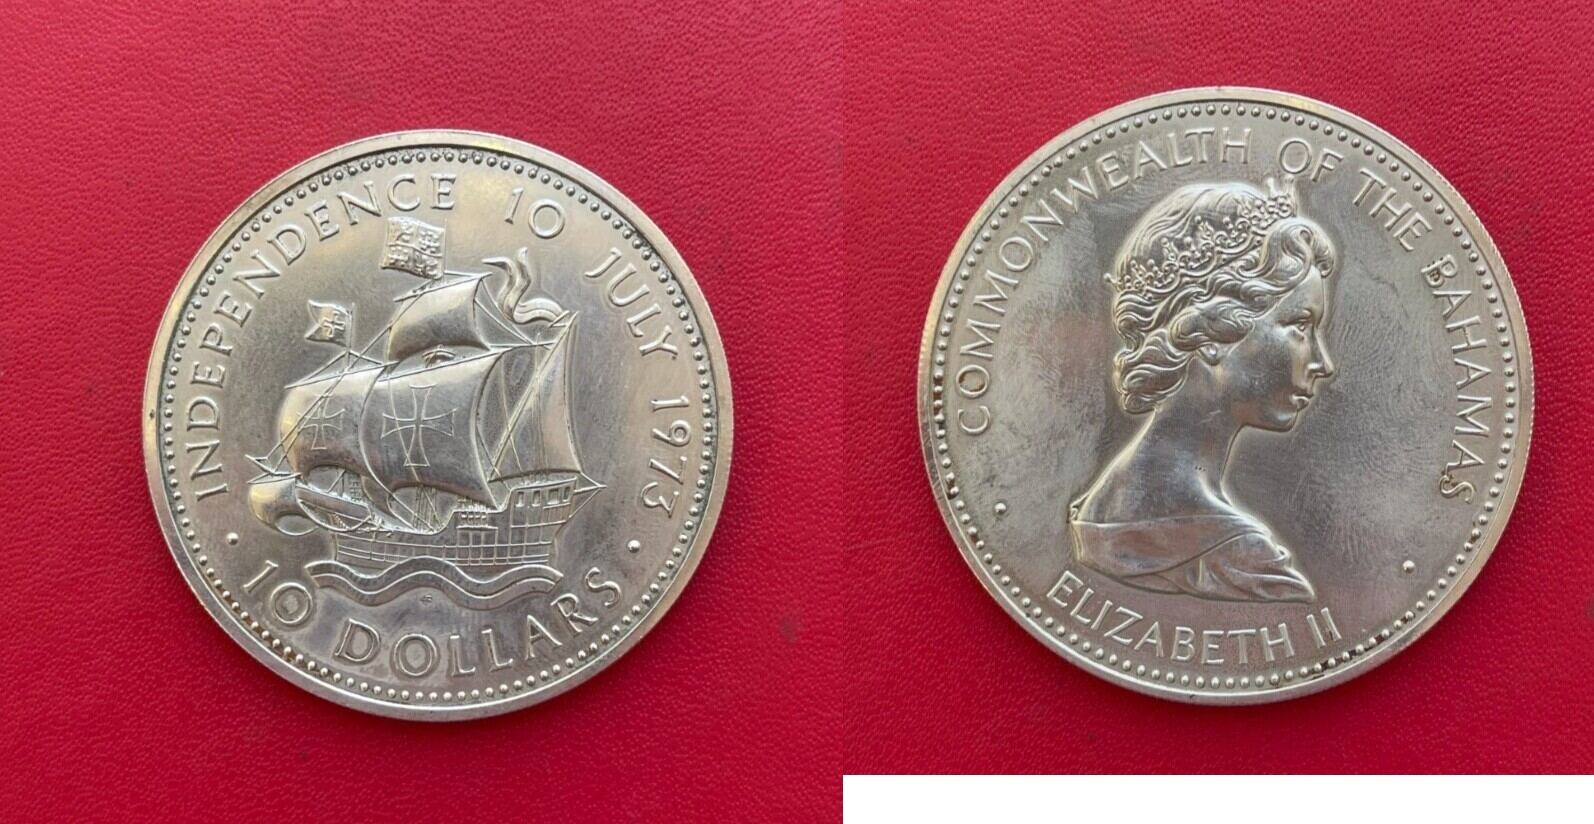 INDEPENDENCE 10 JULY 1973
10 DOLLARS
COMMONWEALTH OF THE BAHAMAS
ELIZABETH II